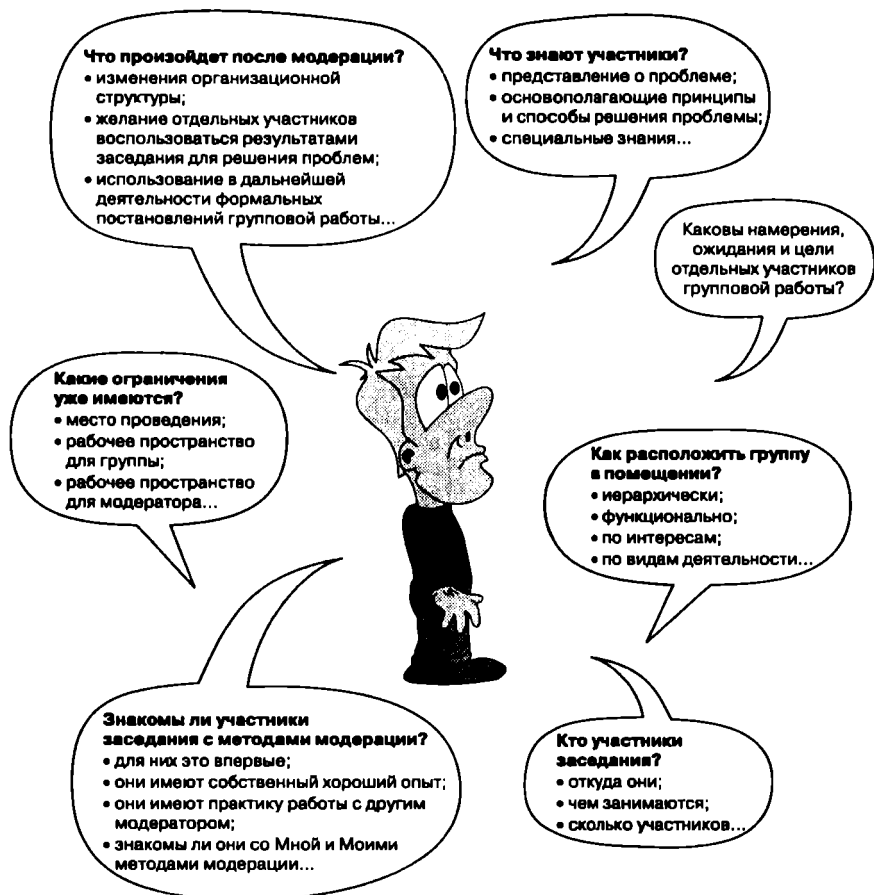 Что произойдет после модерации?
• изменения организационной
структуры;
• желание отдельных участников
воспользоваться результатами
заседания для решения проблем;
• использование в дальнейшей
деятельности формальных
постановлений групповой работы...
Что знают участники?
• представление о проблеме;
• основополагающие принципы
и способы решения проблемы;
• специальные знания...
Каковы намерения,
ожидания и цели
отдельных участников
групповой работы?
Какие ограничения
уже имеются?
• место проведения;
• рабочее пространство
для группы;
• рабочее пространство
для модератора...
Как расположить группу
в помещении?
• иерархически;
• функционально;
• по интересам;
• по видам деятельности...
Знакомы ли участники
заседания с методами модерации?
• для них это впервые;
• они имеют собственный хороший опыт;
• они имеют практику работы с другим
модератором;
• знакомы ли они со Мной и Моими
методами модерации...
Кто участники
заседания?
• откуда они;
• чем занимаются;
• сколько участников...